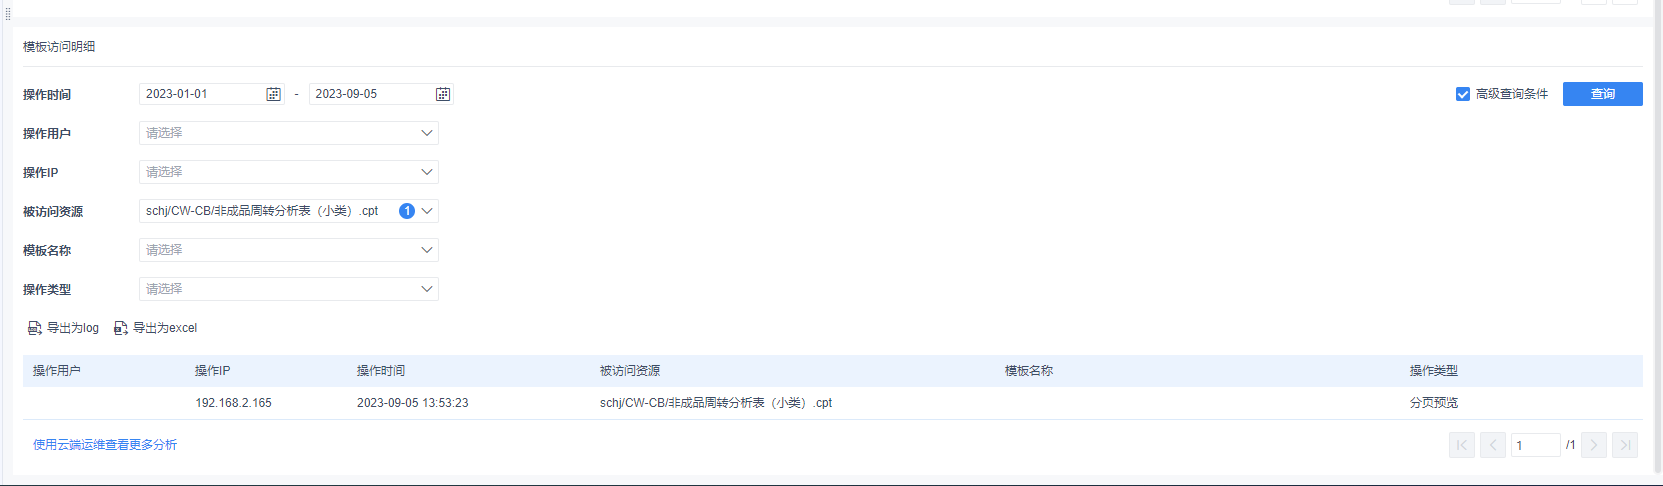 模板访问明细
操作时间 2023-01-01 - 2023-09-05 高级查询条件 查询
操作用户 请选择
操作IP 请选择
被访问资源 schj/CW-CB/非成品周转分析表（小类）.cpt 1
模板名称 请选择
操作类型 请选择
导出为log 导出为excel
操作用户 操作IP 操作时间 被访问资源 模板名称 操作类型
192.168.2.165 2023-09-05 13:53:23 schj/CW-CB/非成品周转分析表（小类）.cpt 分页预览
使用云端运维查看更多分析 1 /1